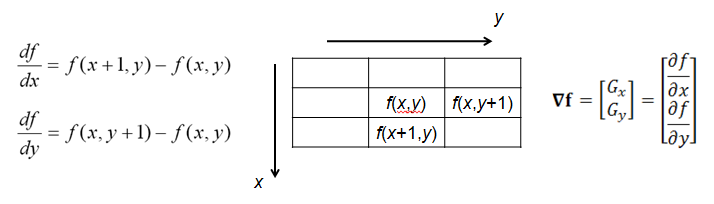 df/dx = f(x+1,y) − f(x,y)
df/dy = f(x,y+1) − f(x,y)
y
f(x,y) f(x,y+1)
f(x+1,y)
x
∇f = [Gx Gy] = [∂f/∂x ∂f/∂y]